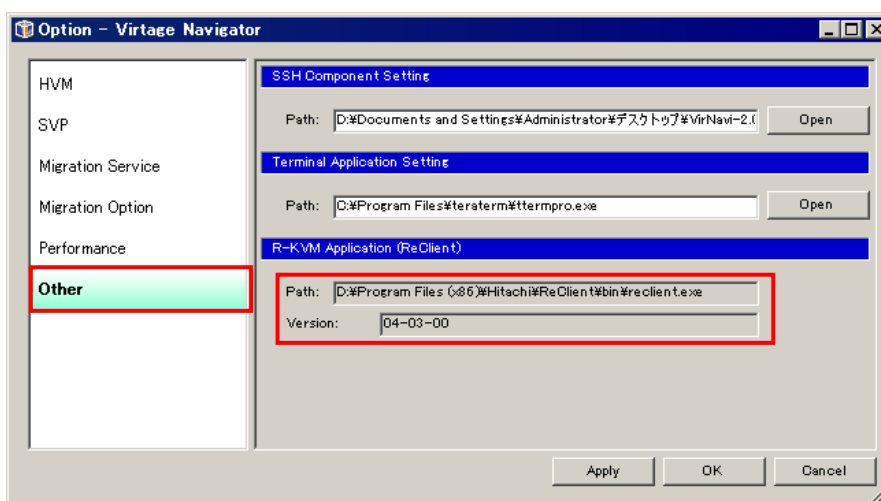 Option - Virtage Navigator
HVM
SVP
Migration Service
Migration Option
Performance
Other
SSH Component Setting
Path: D:¥Documents and Settings¥Administrator¥デスクトップ¥VirNavi-2.0 Open
Terminal Application Setting
Path: C:¥Program Files¥teraterm¥ttermpro.exe Open
R-KVM Application (ReClient)
Path: D:¥Program Files (x86)¥Hitachi¥ReClient¥bin¥reclient.exe
Version: 04-03-00
Apply OK Cancel